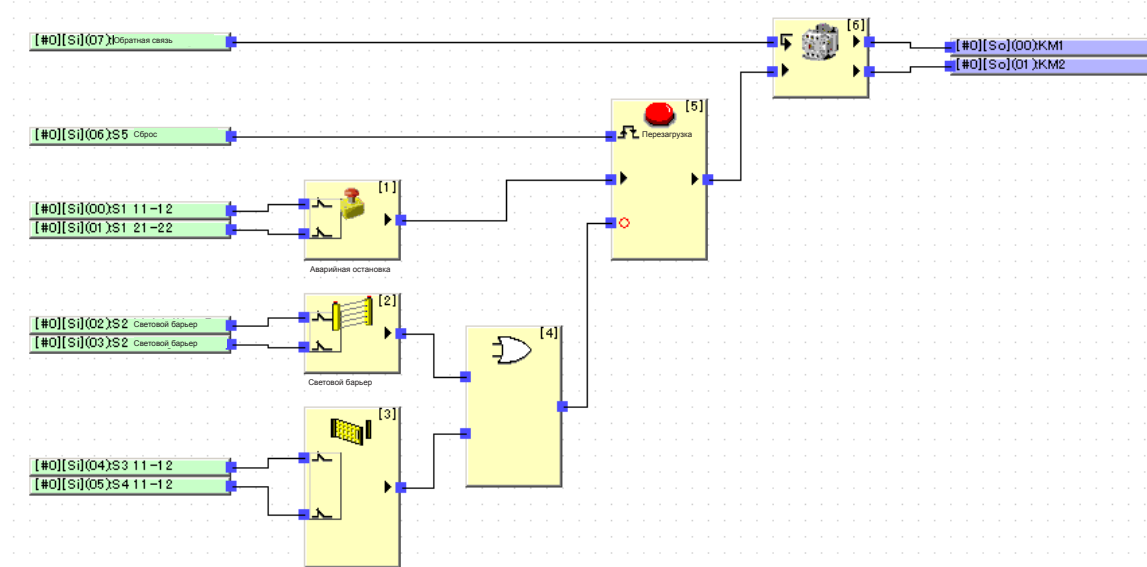 [6]
[#0][Si](07):Обратная связь
[#0][So](00):KM1
[#0][So](01):KM2
[5]
[#0][Si](06):S5 Сброс
Перезагрузка
[1]
[#0][Si](00):S1 11-12
[#0][Si](01):S1 21-22
Аварийная остановка
[2]
[#0][Si](02):S2 Световой барьер
[#0][Si](03):S2 Световой барьер
[4]
Световой барьер
[3]
[#0][Si](04):S3 11-12
[#0][Si](05):S4 11-12